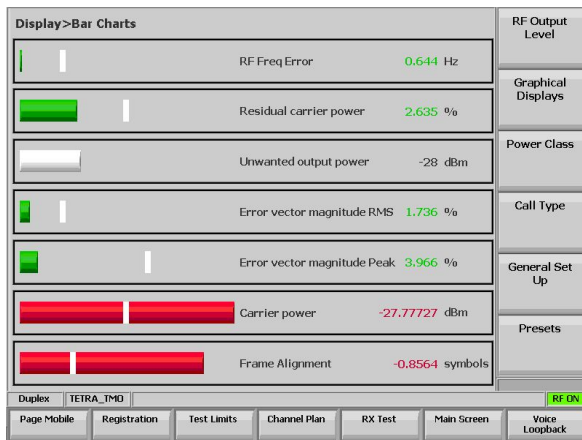 Display>Bar Charts
RF Freq Error 0.644 Hz
Residual carrier power 2.635 %
Unwanted output power -28 dBm
Error vector magnitude RMS 1.736 %
Error vector magnitude Peak 3.966 %
Carrier power -27.77727 dBm
Frame Alignment -0.8564 symbols
RF Output
Level
Graphical
Displays
Power Class
Call Type
General Set
Up
Presets
Duplex TETRA_TMO RF ON
Page Mobile Registration Test Limits Channel Plan RX Test Main Screen Voice
Loopback